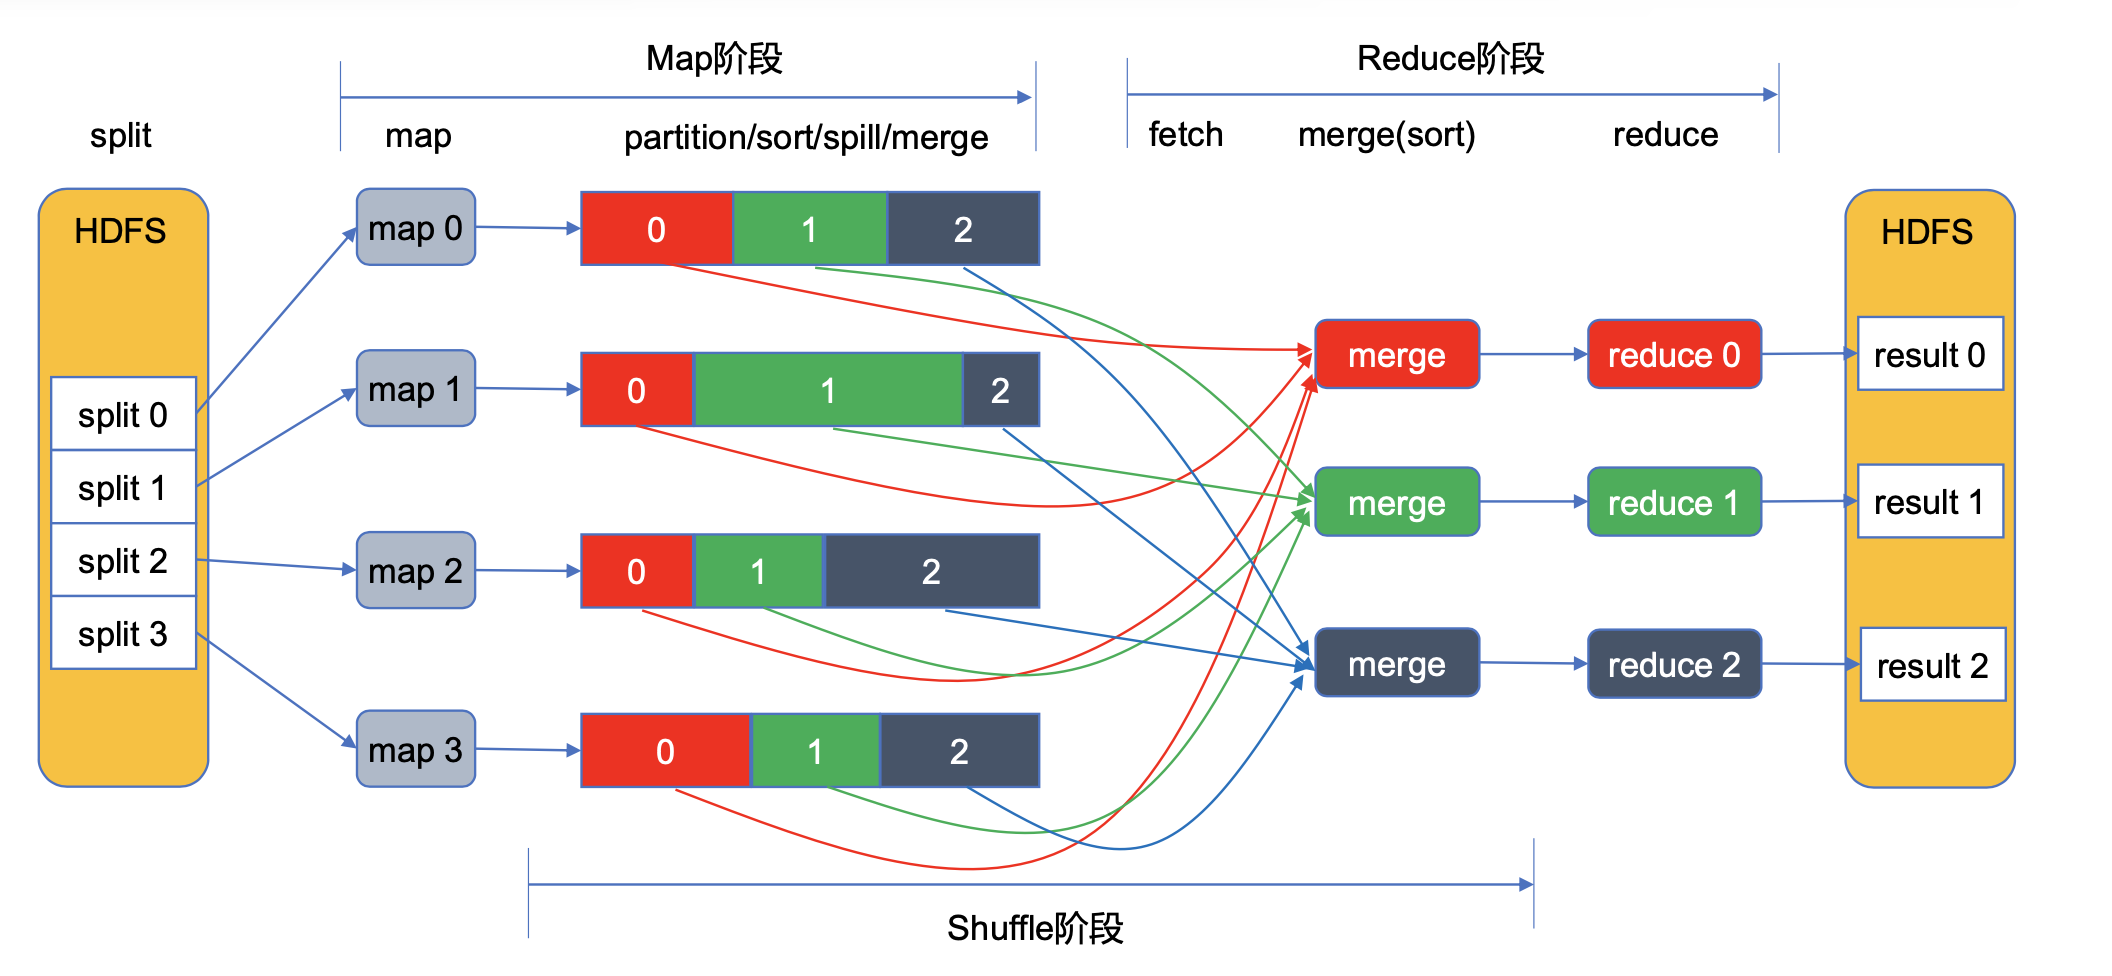 Map阶段
Reduce阶段
split
map
partition/sort/spill/merge
fetch
merge(sort)
reduce
HDFS
split 0
split 1
split 2
split 3
map 0
0
1
2
map 1
0
1
2
map 2
0
1
2
map 3
0
1
2
merge
reduce 0
merge
reduce 1
merge
reduce 2
HDFS
result 0
result 1
result 2
Shuffle阶段